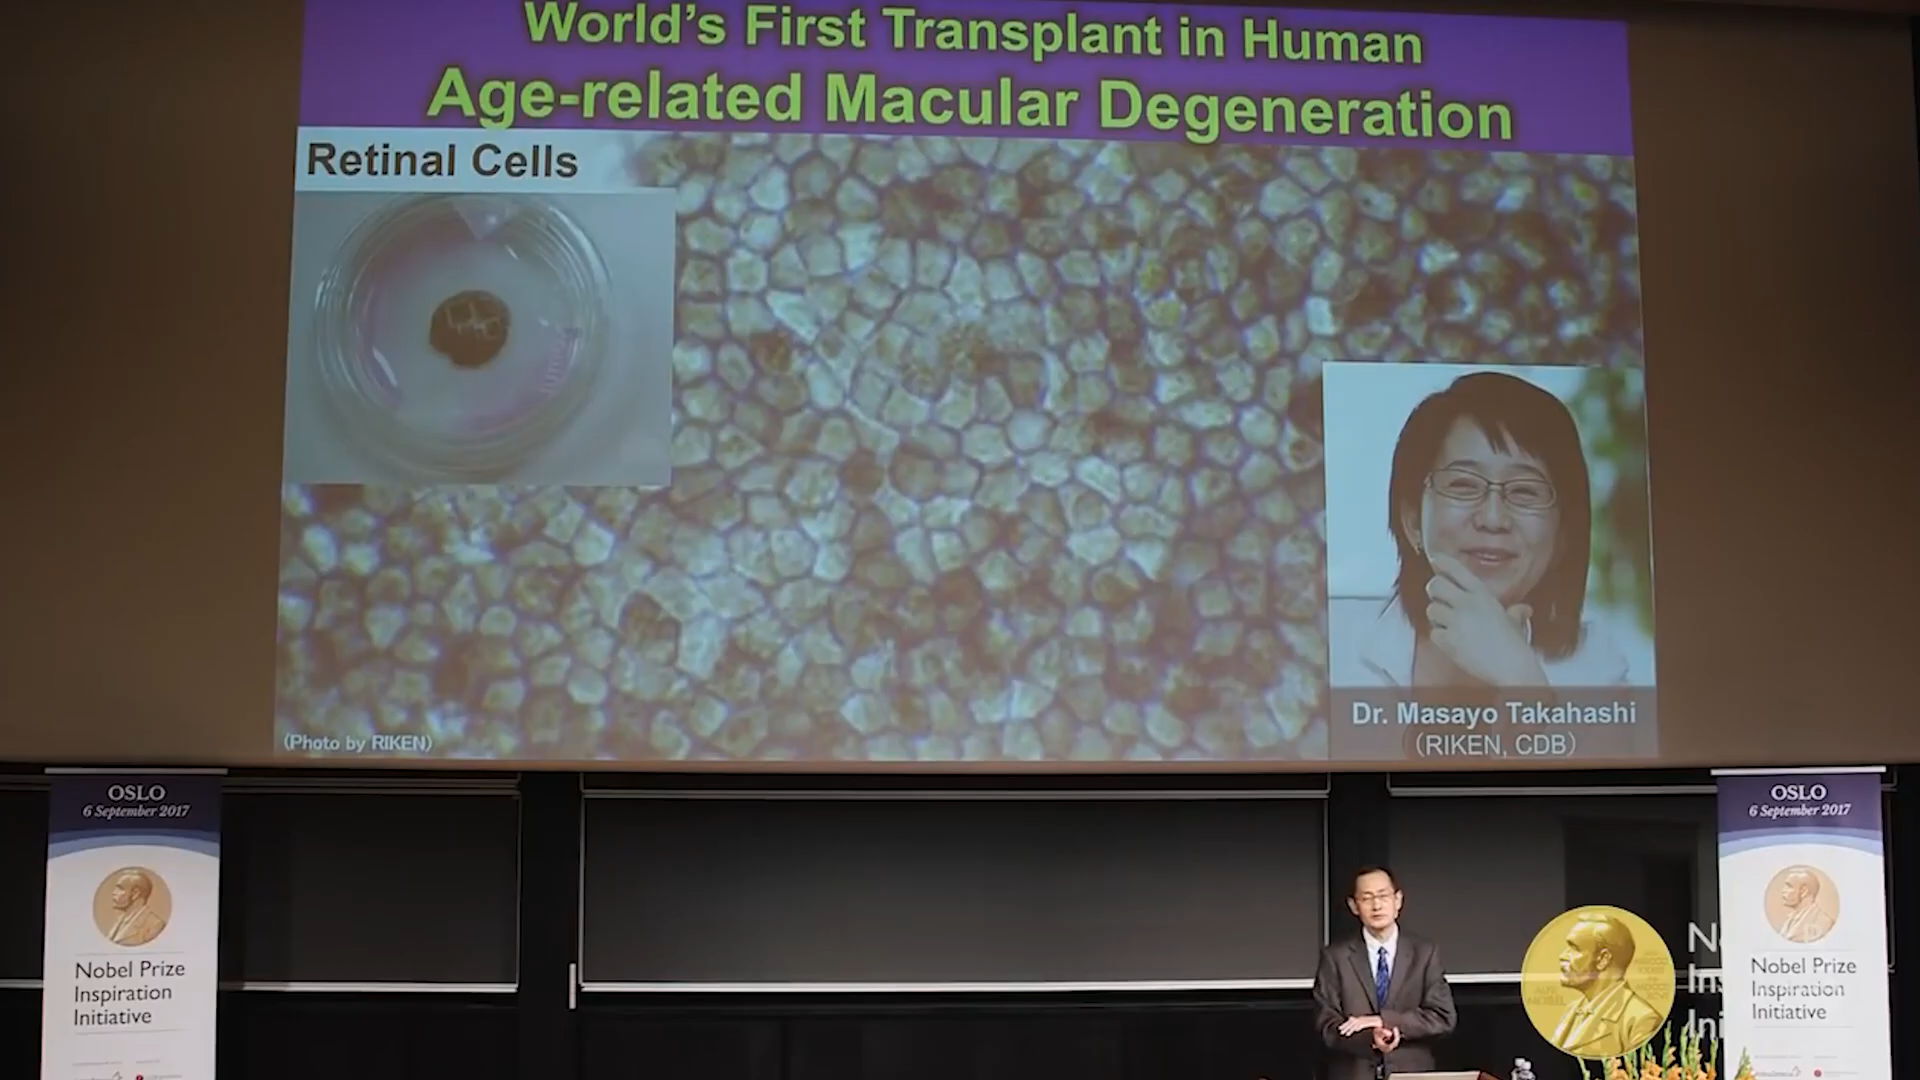 World's First Transplant in Human
Age-related Macular Degeneration
Retinal Cells
Dr. Masayo Takahashi
(RIKEN, CDB)
(Photo by RIKEN)
OSLO
6 September 2017
Nobel Prize
Inspiration
Initiative
OSLO
6 September 2017
Nobel Prize
Inspiration
Initiative